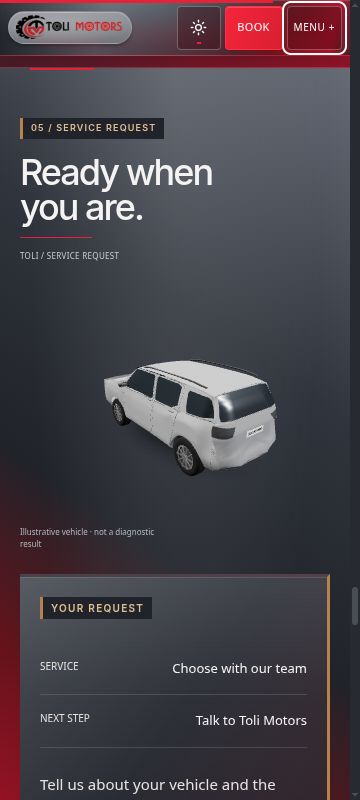 TOLI MOTORS
BOOK
MENU +
05 / SERVICE REQUEST
Ready when
you are.
TOLI / SERVICE REQUEST
Illustrative vehicle · not a diagnostic
result
YOUR REQUEST
SERVICE
Choose with our team
NEXT STEP
Talk to Toli Motors
Tell us about your vehicle and the